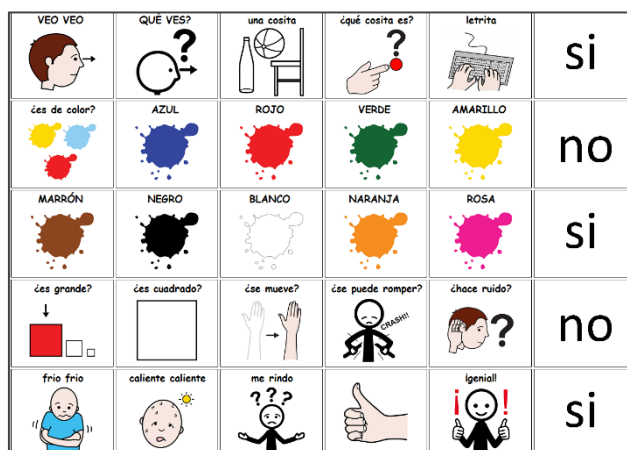 VEO VEO
QUÉ VES?
una cosita
¿qué cosita es?
letrita
si
¿es de color?
AZUL
ROJO
VERDE
AMARILLO
no
MARRÓN
NEGRO
BLANCO
NARANJA
ROSA
si
¿es grande?
¿es cuadrado?
¿se mueve?
¿se puede romper?
CRASH!!
¿hace ruido?
no
frio frio
caliente caliente
me rindo
¡genial!
si